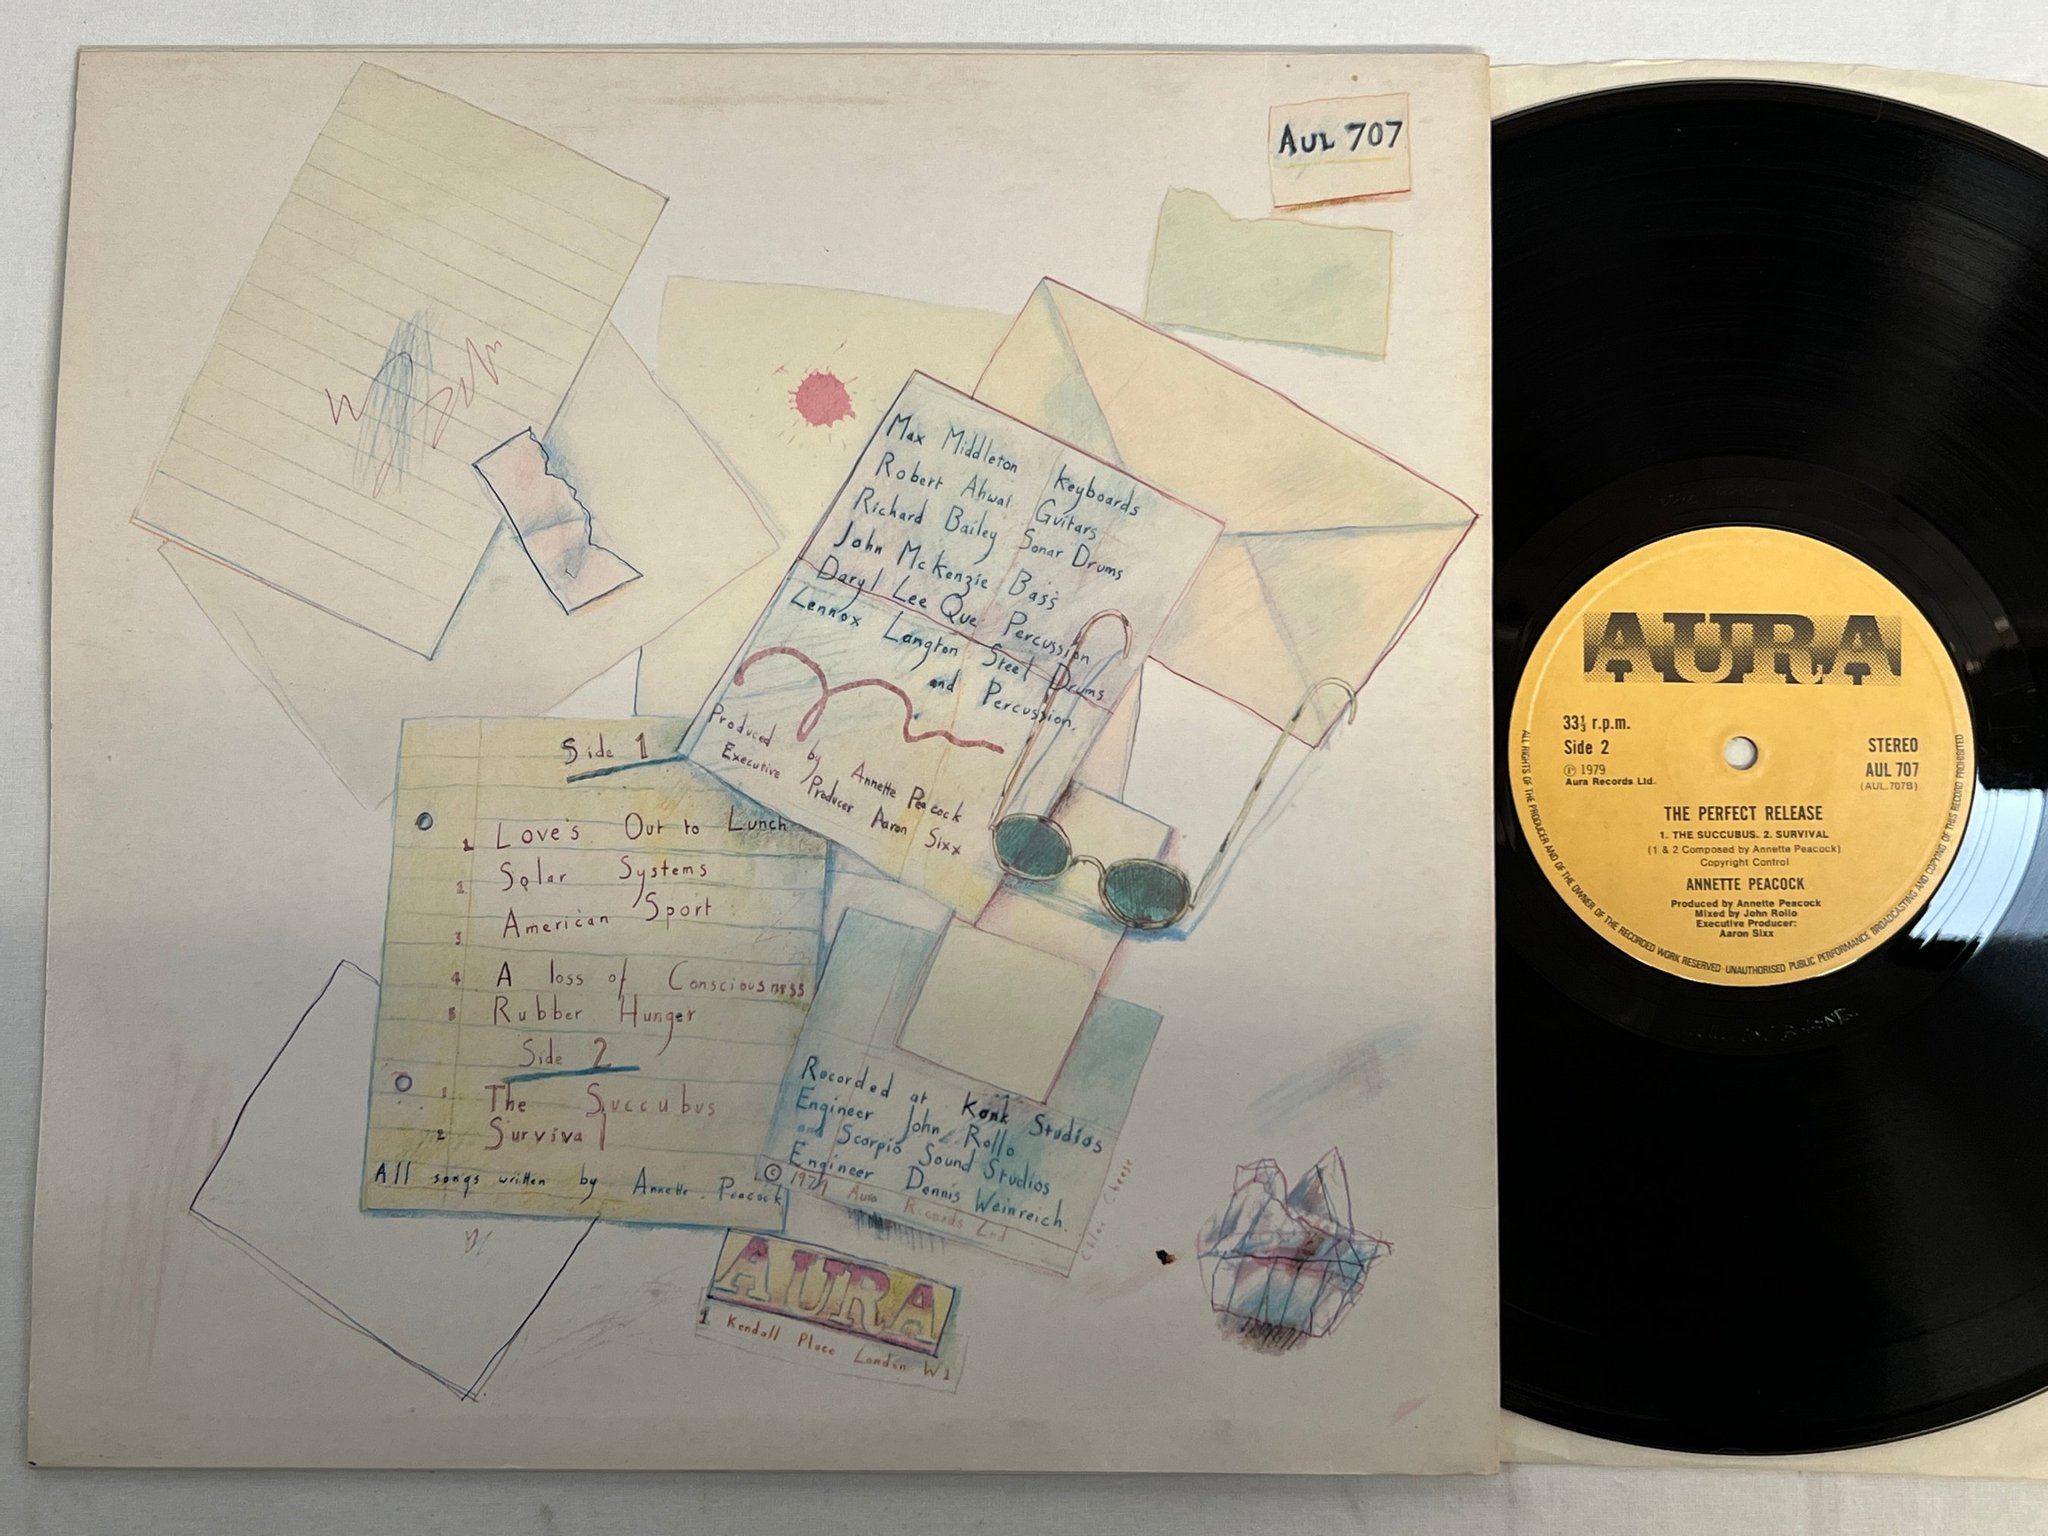 AUL 707
Max Middleton Keyboards
Robert Ahwai Guitars
Richard Bailey Sonar Drums
John McKenzie Bass
Daryl Lee Que Percussion
Lennox Langton Steel Drums
and Percussion.
Produced by Annette Peacock
Executive Producer Aaron Sixx
Side 1
1 Love's Out to Lunch
2 Solar Systems
3 American Sport
4 A loss of Consciousness
5 Rubber Hunger
Side 2
1 The Succubus
2 Survival
All songs written by Annette. Peacock
Recorded at Konk Studios
Engineer John Rollo
and Scorpio Sound Studios
Engineer Dennis Weinreich.
© 1979 Aura Records Ltd
Chloe Cheese
AURA
1 Kendall Place London W1
AURA
33⅓ r.p.m.
Side 2
Ⓟ 1979
Aura Records Ltd.
STEREO
AUL 707
(AUL.707B)
THE PERFECT RELEASE
1. THE SUCCUBUS. 2. SURVIVAL
(1 & 2 Composed by Annette Peacock)
Copyright Control
ANNETTE PEACOCK
Produced by Annette Peacock
Mixed by John Rollo
Executive Producer:
Aaron Sixx
ALL RIGHTS OF THE PRODUCER AND OF THE OWNER OF THE RECORDED WORK RESERVED · UNAUTHORISED PUBLIC PERFORMANCE BROADCASTING AND COPYING OF THIS RECORD PROHIBITED